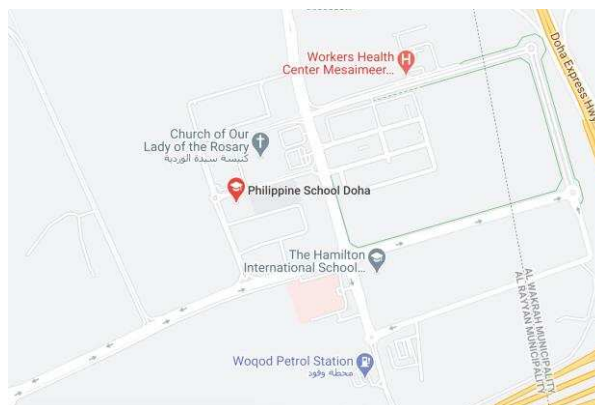 Workers Health
Center Mesaimeer...
Doha Express Hwy
Church of Our
Lady of the Rosary
كنيسة سيدة الوردية
Philippine School Doha
The Hamilton
International School...
AL WAKRAH MUNICIPALITY
AL RAYYAN MUNICIPALITY
Woqod Petrol Station
محطة وقود